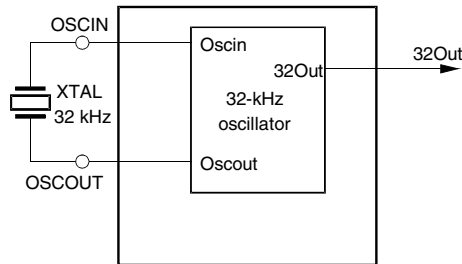 OSCIN
Oscin
32Out
32Out
XTAL
32 kHz
32-kHz
oscillator
Oscout
OSCOUT